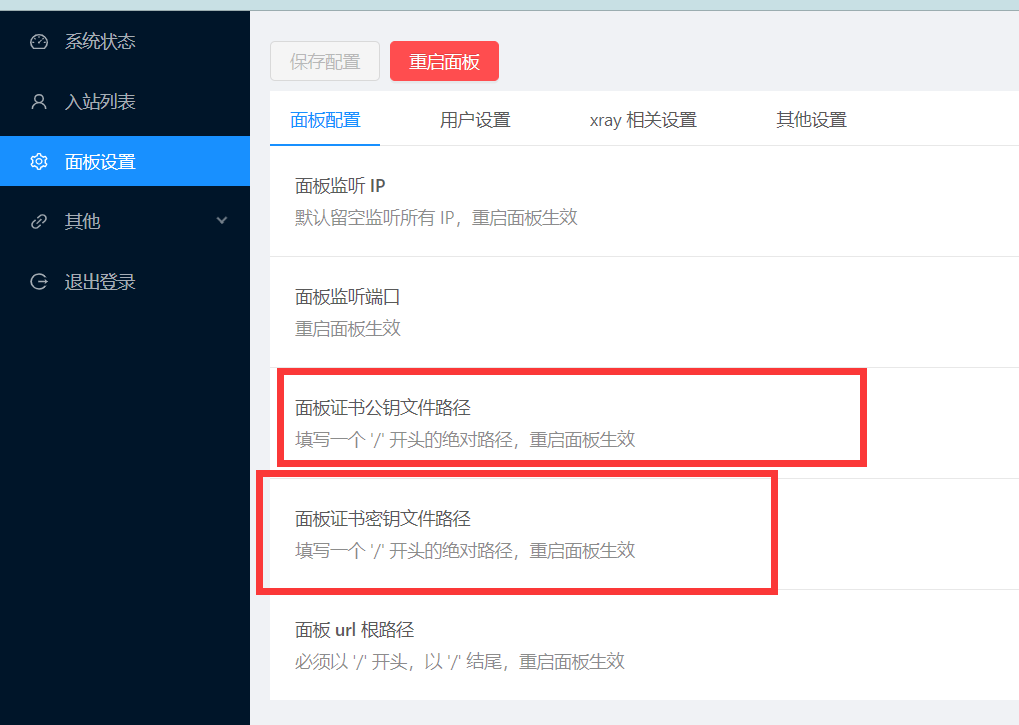 系统状态
入站列表
面板设置
其他
退出登录
保存配置 重启面板
面板配置 用户设置 xray 相关设置 其他设置
面板监听 IP
默认留空监听所有 IP，重启面板生效
面板监听端口
重启面板生效
面板证书公钥文件路径
填写一个 '/' 开头的绝对路径，重启面板生效
面板证书密钥文件路径
填写一个 '/' 开头的绝对路径，重启面板生效
面板 url 根路径
必须以 '/' 开头，以 '/' 结尾，重启面板生效